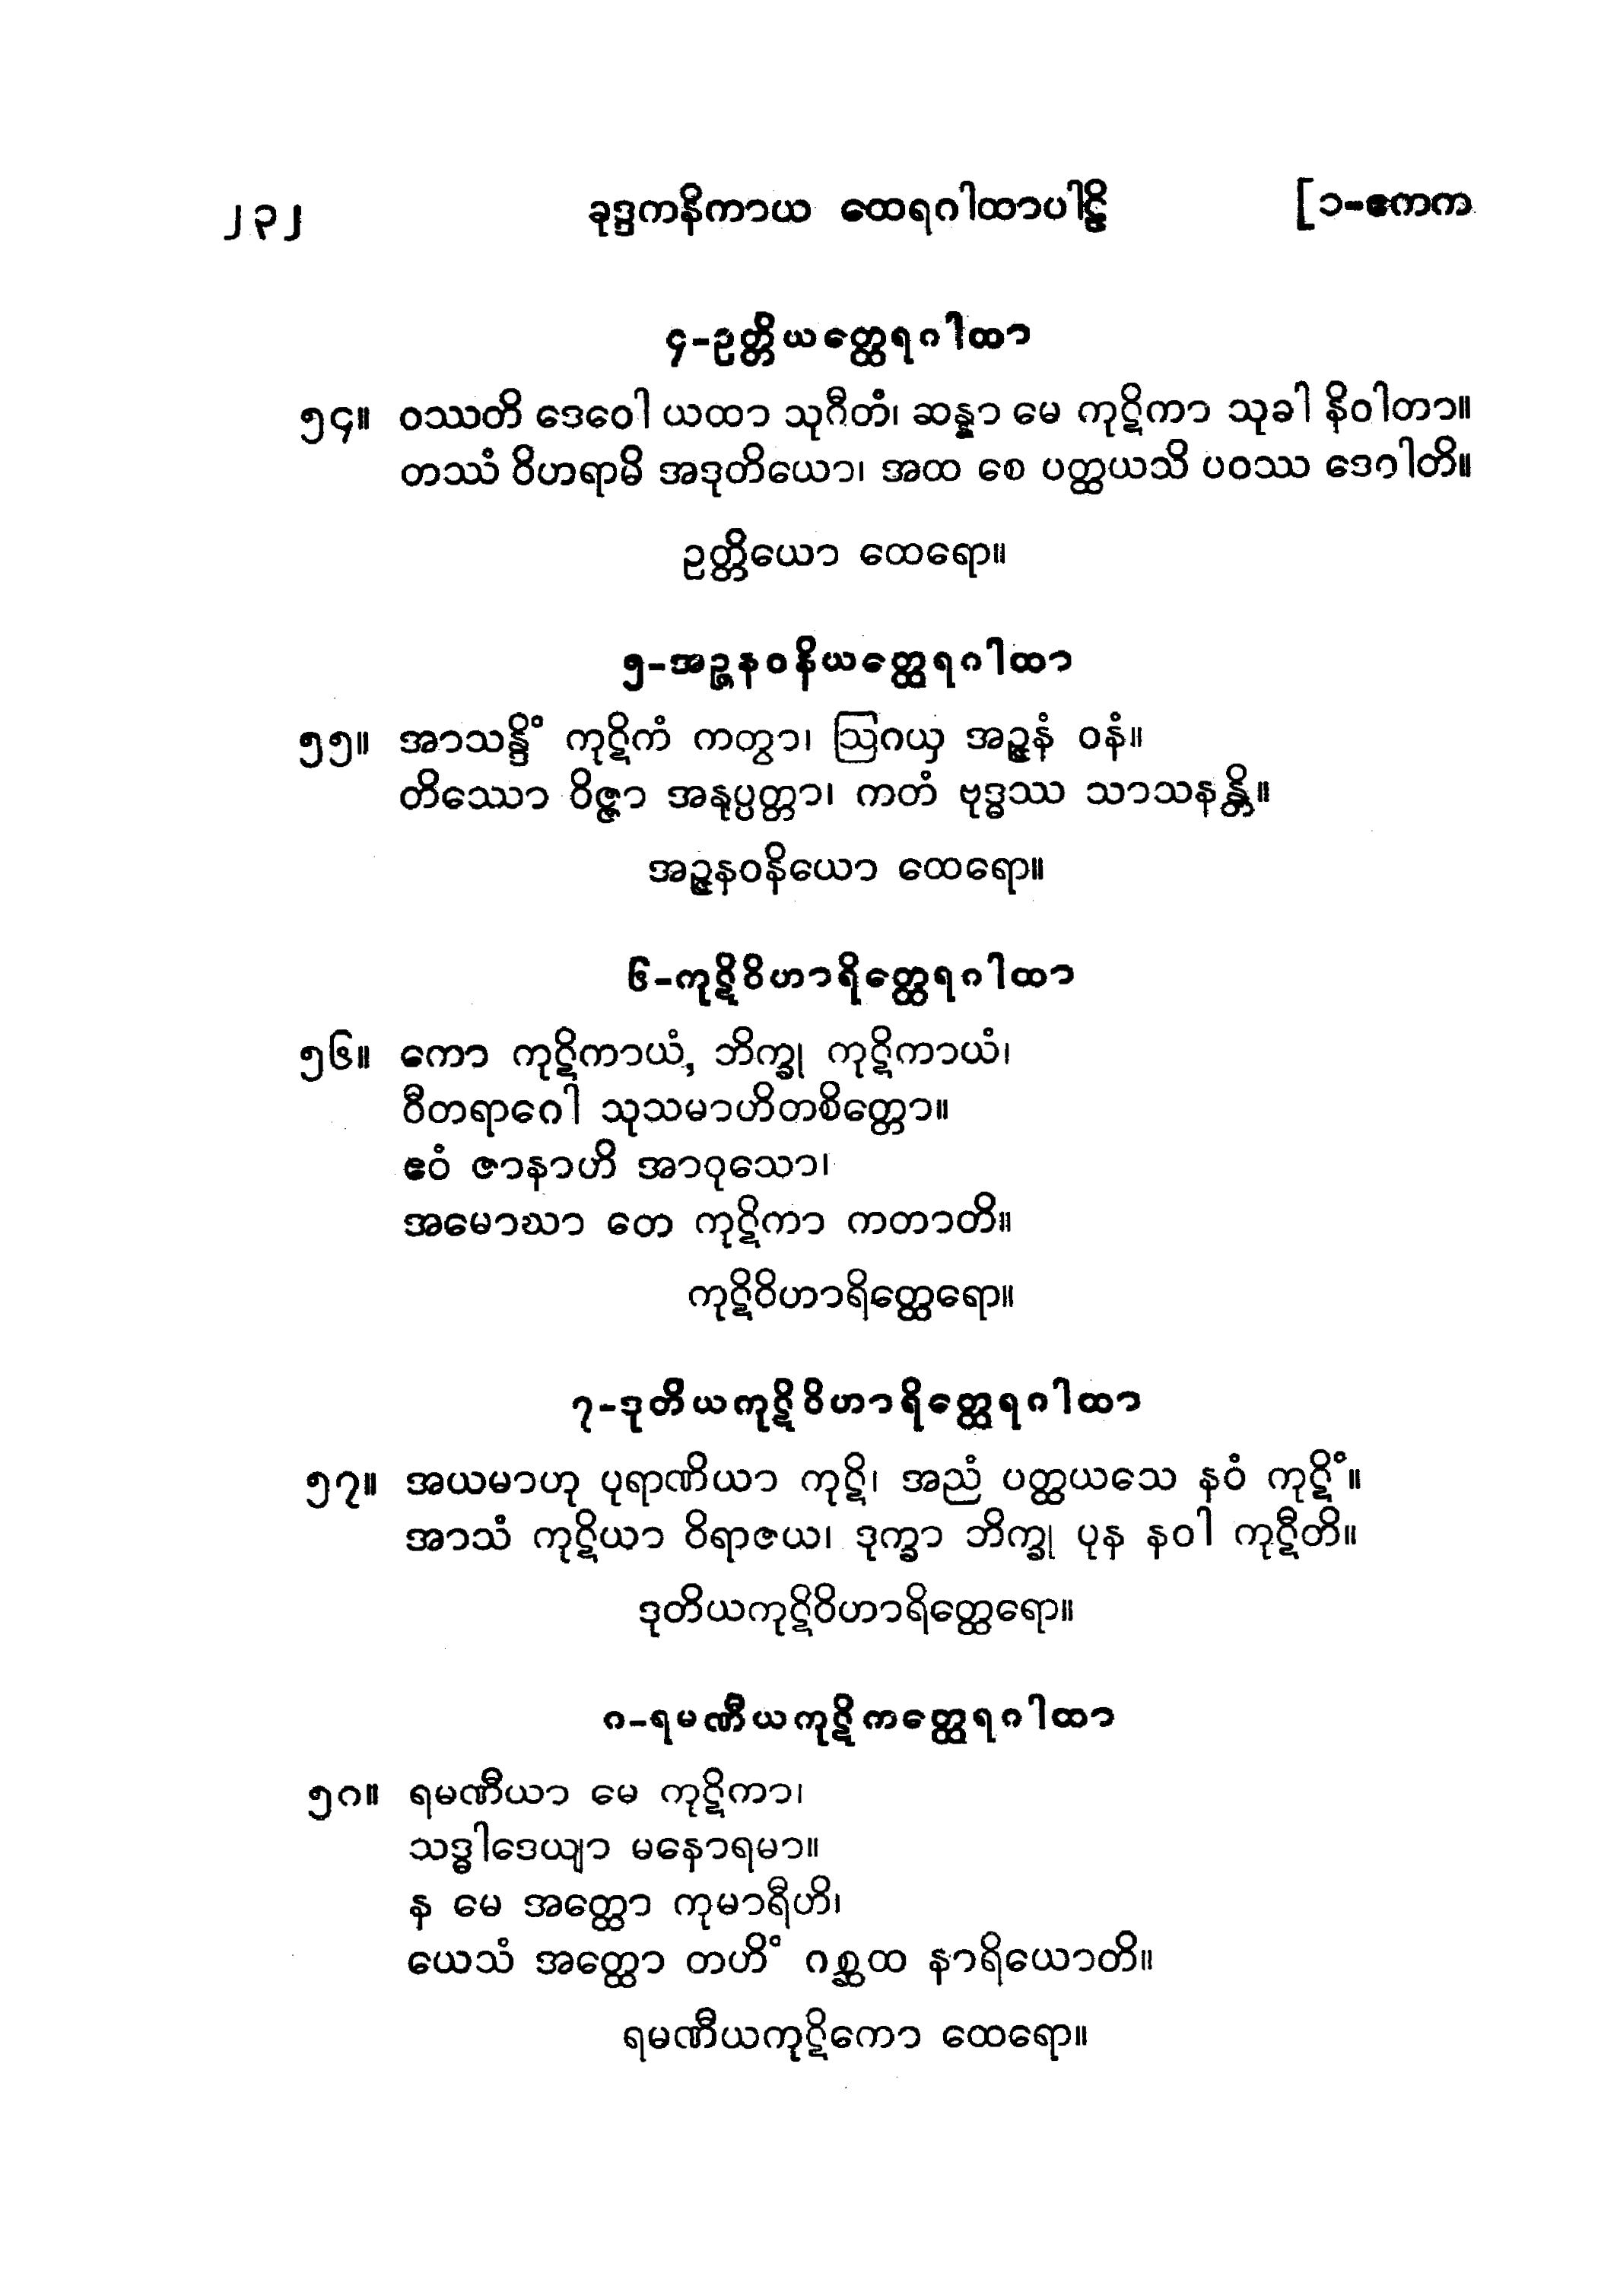 ၂၃၂ ခုဒ္ဒကနိကာယ ထေရဂါထာပါဠိ [၁-ဧကက
၄-ဥတ္တိယတ္ထေရဂါထာ
၅၄။ ဝဿတိ ဒေဝေါ ယထာ သုဂီတံ၊ ဆန္နာ မေ ကုဋိကာ သုခါ နိဝါတာ။
တဿံ ဝိဟရာမိ အဒုတိယော၊ အထ စေ ပတ္ထယသိ ပဝဿ ဒေဝါတိ။
ဥတ္တိယော ထေရော။
၅-အဉ္ဇနဝနိယတ္ထေရဂါထာ
၅၅။ အာသန္ဒိံ ကုဋိကံ ကတွာ၊ ဩဂယှ အဉ္ဇနံ ဝနံ။
တိဿော ဝိဇ္ဇာ အနုပ္ပတ္တာ၊ ကတံ ဗုဒ္ဓဿ သာသနန္တိ။
အဉ္ဇနဝနိယော ထေရော။
၆-ကုဋိဝိဟာရိတ္ထေရဂါထာ
၅၆။ ကော ကုဋိကာယံ, ဘိက္ခု ကုဋိကာယံ၊
ဝီတရာဂေါ သုသမာဟိတစိတ္တော။
ဧဝံ ဇာနာဟိ အာဝုသော၊
အမောဃာ တေ ကုဋိကာ ကတာတိ။
ကုဋိဝိဟာရိတ္ထေရော။
၇-ဒုတိယကုဋိဝိဟာရိတ္ထေရဂါထာ
၅၇။ အယမာဟု ပုရာဏိယာ ကုဋိ၊ အညံ ပတ္ထယသေ နဝံ ကုဋိံ။
အာသံ ကုဋိယာ ဝိရာဇယ၊ ဒုက္ခာ ဘိက္ခု ပုန နဝါ ကုဋီတိ။
ဒုတိယကုဋိဝိဟာရိတ္ထေရော။
၈-ရမဏီယကုဋိကတ္ထေရဂါထာ
၅၈။ ရမဏီယာ မေ ကုဋိကာ၊
သဒ္ဓါဒေယျာ မနောရမာ။
န မေ အတ္ထော ကုမာရီဟိ၊
ယေသံ အတ္ထော တဟိံ ဂစ္ဆထ နာရိယောတိ။
ရမဏီယကုဋိကော ထေရော။